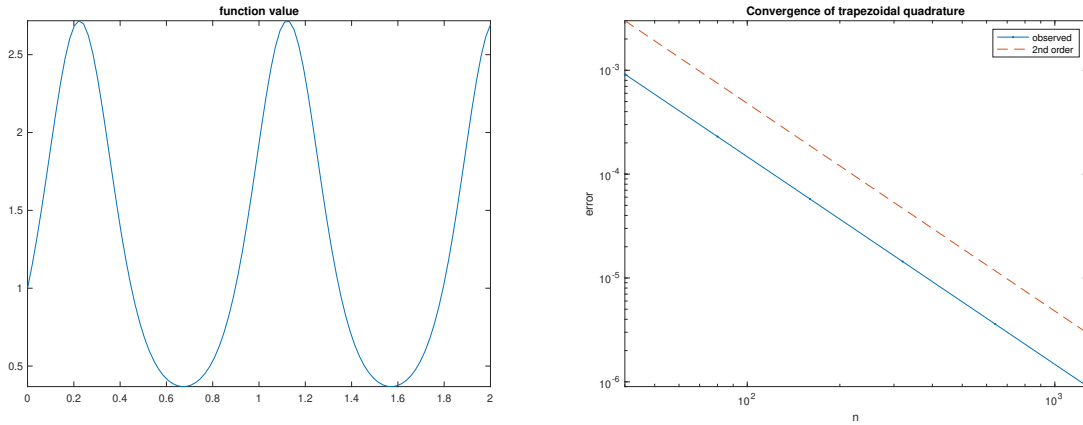 function value
2.5
2
1.5
1
0.5
0 0.2 0.4 0.6 0.8 1 1.2 1.4 1.6 1.8 2
Convergence of trapezoidal quadrature
observed
2nd order
10-3
10-4
10-5
10-6
error
102 103
n